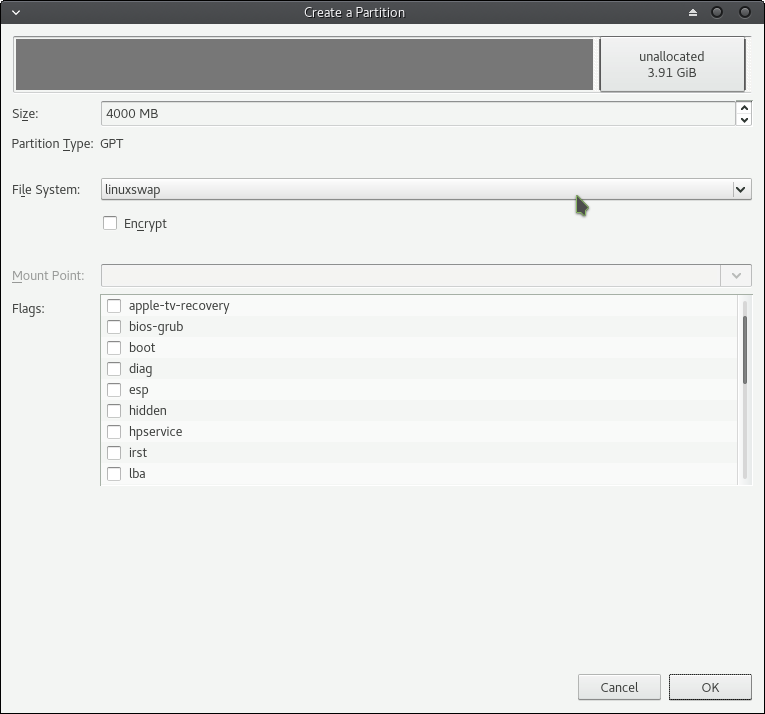 Create a Partition
unallocated
3.91 GiB
Size: 4000 MB
Partition Type: GPT
File System: linuxswap
Encrypt
Mount Point:
Flags:
apple-tv-recovery
bios-grub
boot
diag
esp
hidden
hpservice
irst
lba
Cancel OK